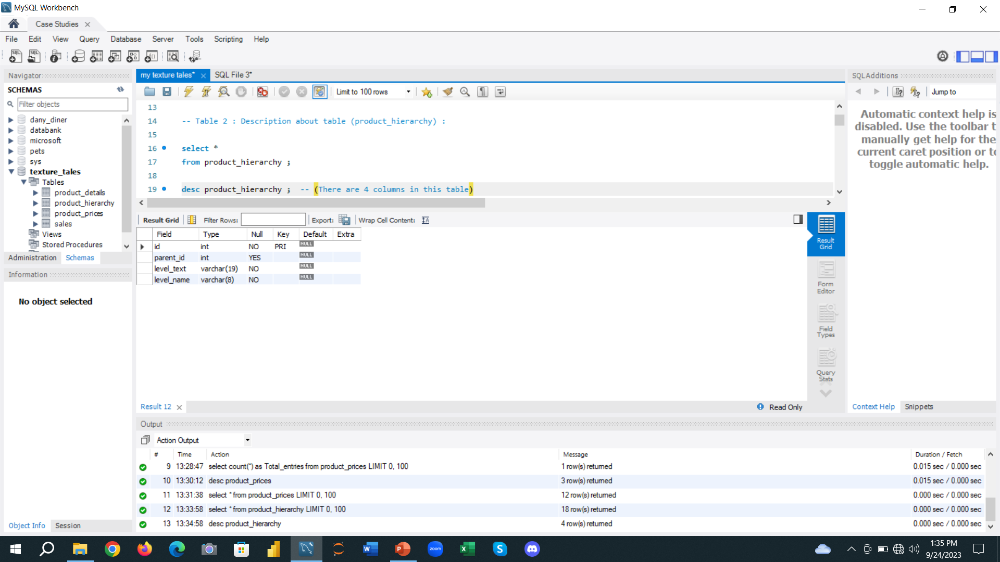 MySQL Workbench
Case Studies
File Edit View Query Database Server Tools Scripting Help
Navigator
SCHEMAS
Filter objects
dany_diner
databank
microsoft
pets
sys
texture_tales
Tables
product_details
product_hierarchy
product_prices
sales
Views
Stored Procedures
Administration Schemas
Information
No object selected
Object Info Session
my texture tales* SQL File 3*
Limit to 100 rows
13
14 -- Table 2 : Description about table (product_hierarchy) :
15
16 select *
17 from product_hierarchy ;
18
19 desc product_hierarchy ;  -- (There are 4 columns in this table)
Result Grid Filter Rows: Export: Wrap Cell Content:
Field Type Null Key Default Extra
id int NO PRI NULL
parent_id int YES NULL
level_text varchar(19) NO NULL
level_name varchar(8) NO NULL
Result Grid
Form Editor
Field Types
Query Stats
Result 12 Read Only
SQLAdditions
Jump to
Automatic context help is
disabled. Use the toolbar t
manually get help for the
current caret position or to
toggle automatic help.
Context Help Snippets
Output
Action Output
# Time Action Message Duration / Fetch
9 13:28:47 select count(*) as Total_entries from product_prices LIMIT 0, 100 1 row(s) returned 0.015 sec / 0.000 sec
10 13:30:12 desc product_prices 3 row(s) returned 0.015 sec / 0.000 sec
11 13:31:38 select * from product_prices LIMIT 0, 100 12 row(s) returned 0.000 sec / 0.000 sec
12 13:33:58 select * from product_hierarchy LIMIT 0, 100 18 row(s) returned 0.000 sec / 0.000 sec
13 13:34:58 desc product_hierarchy 4 row(s) returned 0.000 sec / 0.000 sec
zoom
1:35 PM
9/24/2023